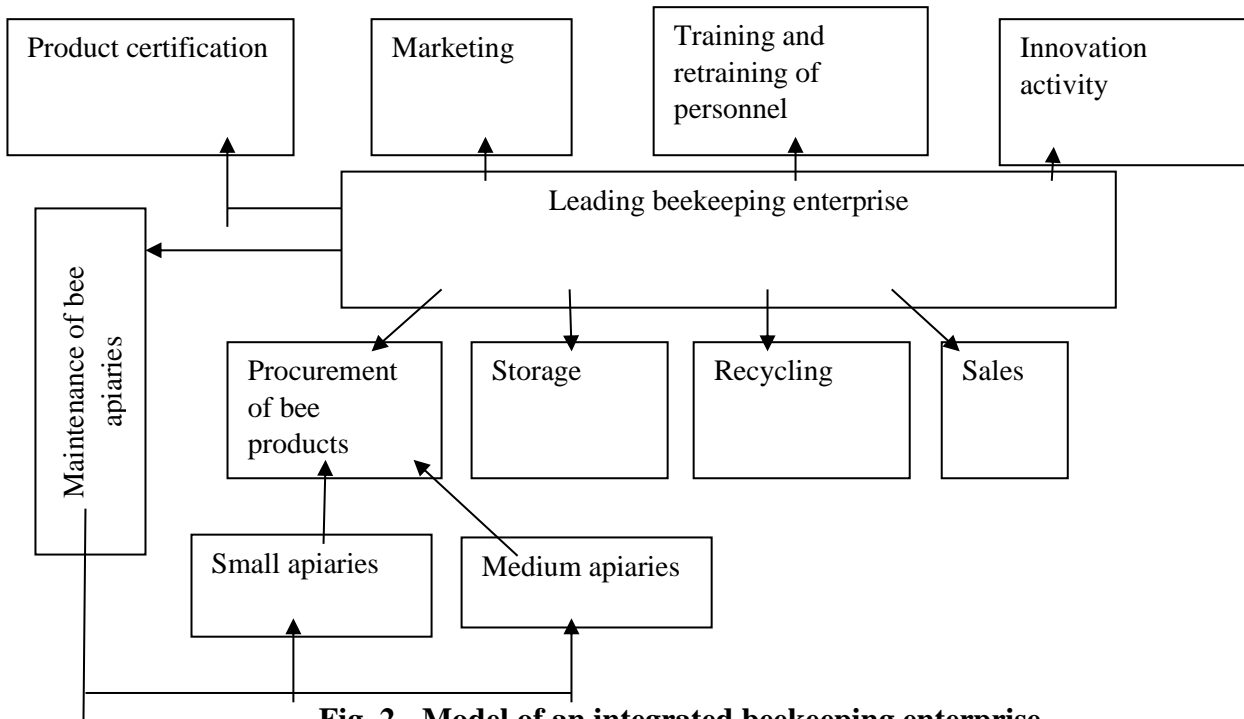 Product certification
Marketing
Training and
retraining of
personnel
Innovation
activity
Leading beekeeping enterprise
Maintenance of bee
apiaries
Procurement
of bee
products
Storage
Recycling
Sales
Small apiaries
Medium apiaries
Fig. 2 - Model of an integrated beekeeping enterprise